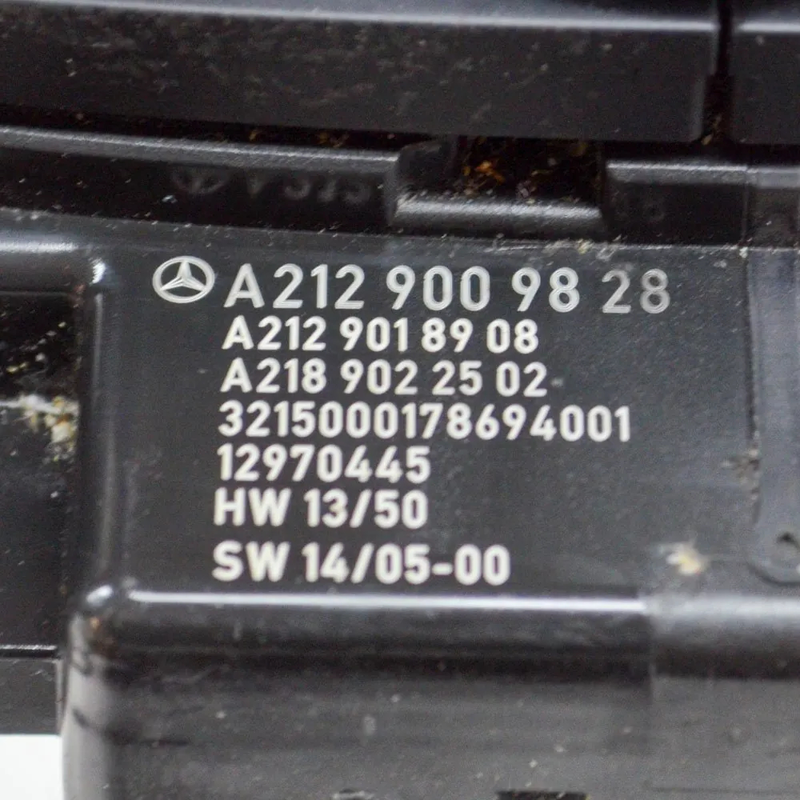 A 212 900 98 28
A212 901 89 08
A218 902 25 02
3215000178694001
12970445
HW 13/50
SW 14/05-00